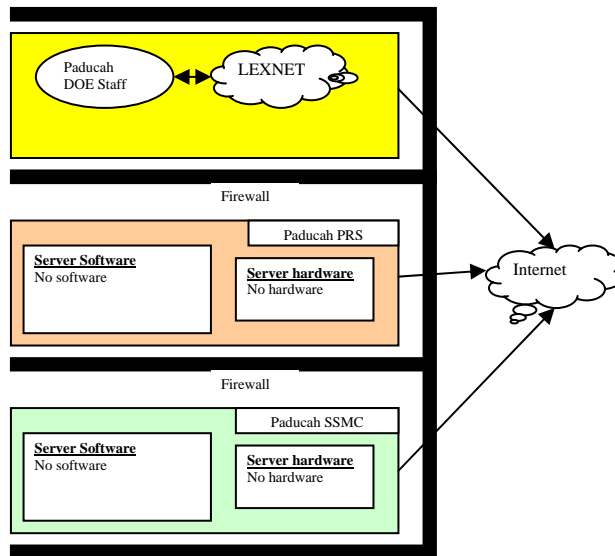 Paducah
DOE Staff
LEXNET
Firewall
Paducah PRS
Server Software
No software
Server hardware
No hardware
Internet
Firewall
Paducah SSMC
Server Software
No software
Server hardware
No hardware